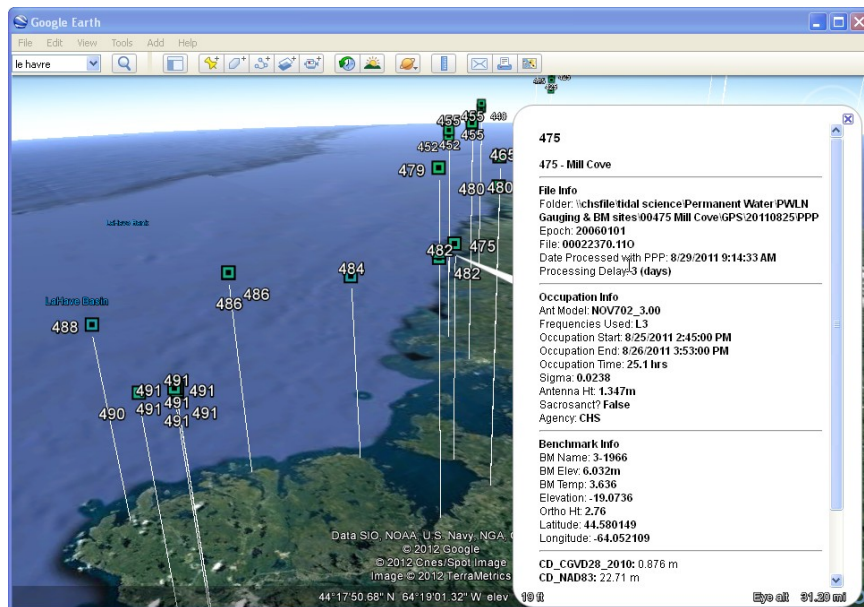 Google Earth
File Edit View Tools Add Help
le havre
455 455 440
452 452 455
479
465
480 480
475
482
482
484
486 486
LaHave Bank
LaHave Basin
488
491
491 491
490 491 491
491
475
475 - Mill Cove
File Info
Folder: \\chsfile\tidal science\Permanent Water\PWLN
Gauging & BM sites\00475 Mill Cove\GPS\20110825\PPP
Epoch: 20060101
File: 00022370.11O
Date Processed with PPP: 8/29/2011 9:14:33 AM
Processing Delay: 3 (days)
Occupation Info
Ant Model: NOV702_3.00
Frequencies Used: L3
Occupation Start: 8/25/2011 2:45:00 PM
Occupation End: 8/26/2011 3:53:00 PM
Occupation Time: 25.1 hrs
Sigma: 0.0238
Antenna Ht: 1.347m
Sacrosanct? False
Agency: CHS
Benchmark Info
BM Name: 3-1966
BM Elev: 6.032m
BM Temp: 3.636
Elevation: -19.0736
Ortho Ht: 2.76
Latitude: 44.580149
Longitude: -64.052109
CD_CGVD28_2010: 0.876 m
CD_NAD83: 22.71 m
Data SIO, NOAA, U.S. Navy, NGA,
© 2012 Google
© 2012 Cnes/Spot Image
Image © 2012 TerraMetrics
44°17'50.68" N 64°19'01.32" W elev 19 ft Eye alt 31.20 mi